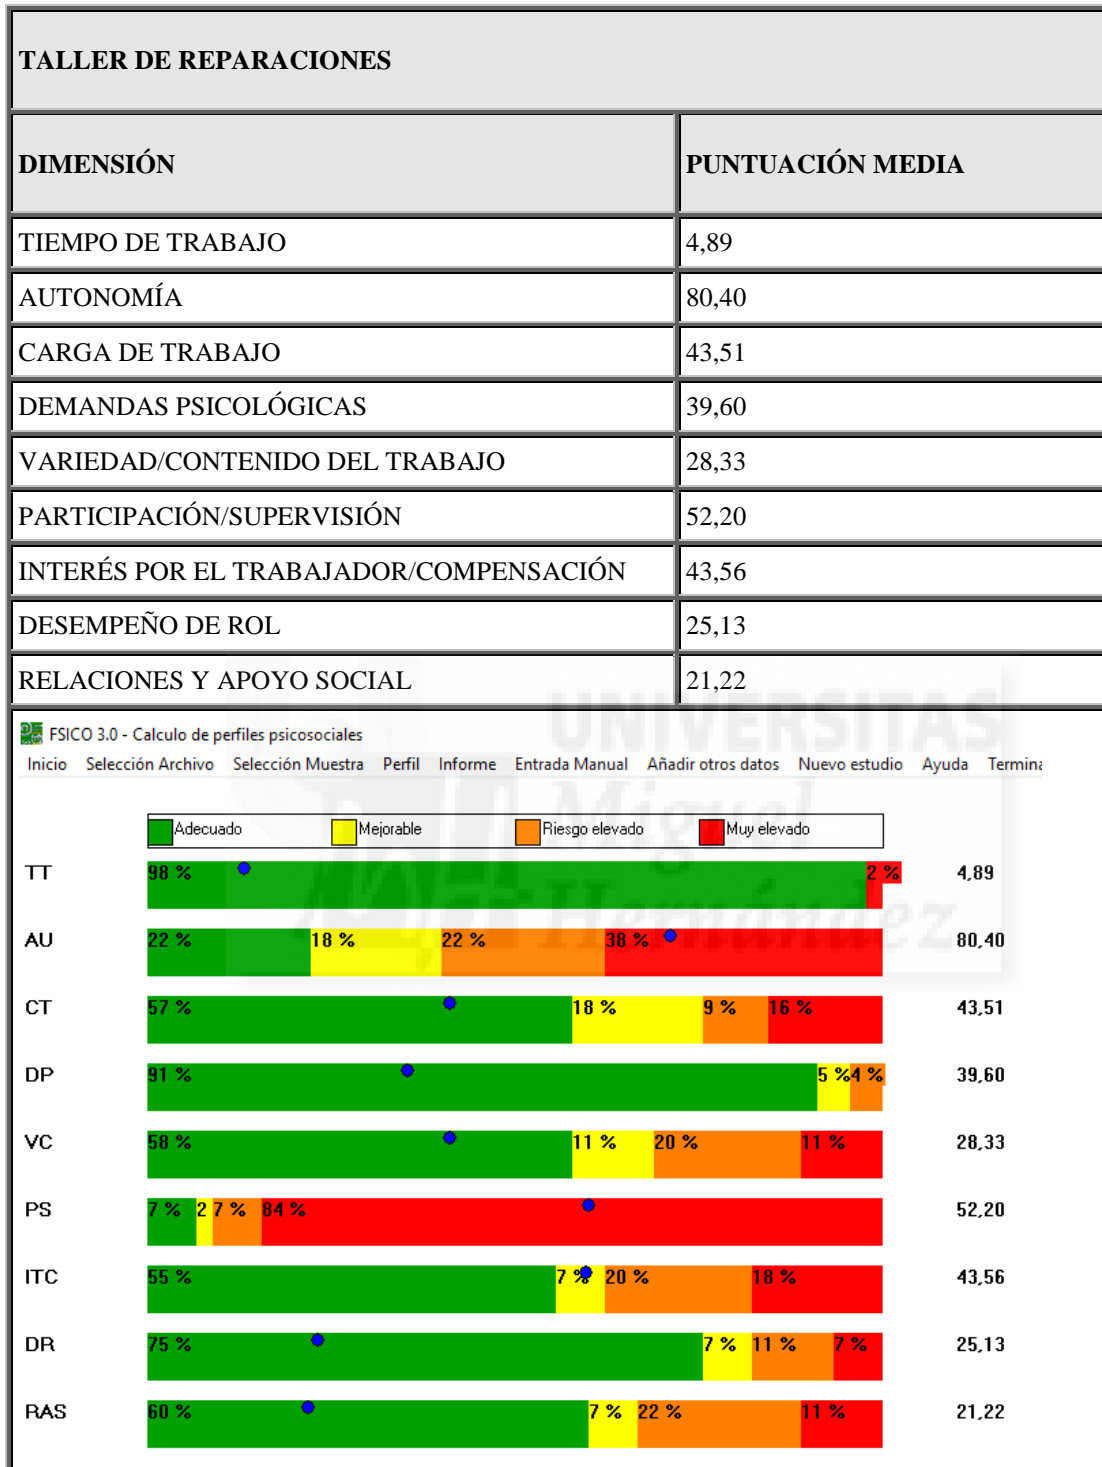 TALLER DE REPARACIONES
DIMENSIÓN PUNTUACIÓN MEDIA
TIEMPO DE TRABAJO 4,89
AUTONOMÍA 80,40
CARGA DE TRABAJO 43,51
DEMANDAS PSICOLÓGICAS 39,60
VARIEDAD/CONTENIDO DEL TRABAJO 28,33
PARTICIPACIÓN/SUPERVISIÓN 52,20
INTERÉS POR EL TRABAJADOR/COMPENSACIÓN 43,56
DESEMPEÑO DE ROL 25,13
RELACIONES Y APOYO SOCIAL 21,22
UNIVERSITAS
Miguel
Hernández
FSICO 3.0 - Calculo de perfiles psicosociales
Inicio Selección Archivo Selección Muestra Perfil Informe Entrada Manual Añadir otros datos Nuevo estudio Ayuda Termina
Adecuado Mejorable Riesgo elevado Muy elevado
TT 98 % 2 % 4,89
AU 22 % 18 % 22 % 38 % 80,40
CT 57 % 18 % 9 % 16 % 43,51
DP 91 % 5 % 4 % 39,60
VC 58 % 11 % 20 % 11 % 28,33
PS 7 % 2 7 % 84 % 52,20
ITC 55 % 7 % 20 % 18 % 43,56
DR 75 % 7 % 11 % 7 % 25,13
RAS 60 % 7 % 22 % 11 % 21,22